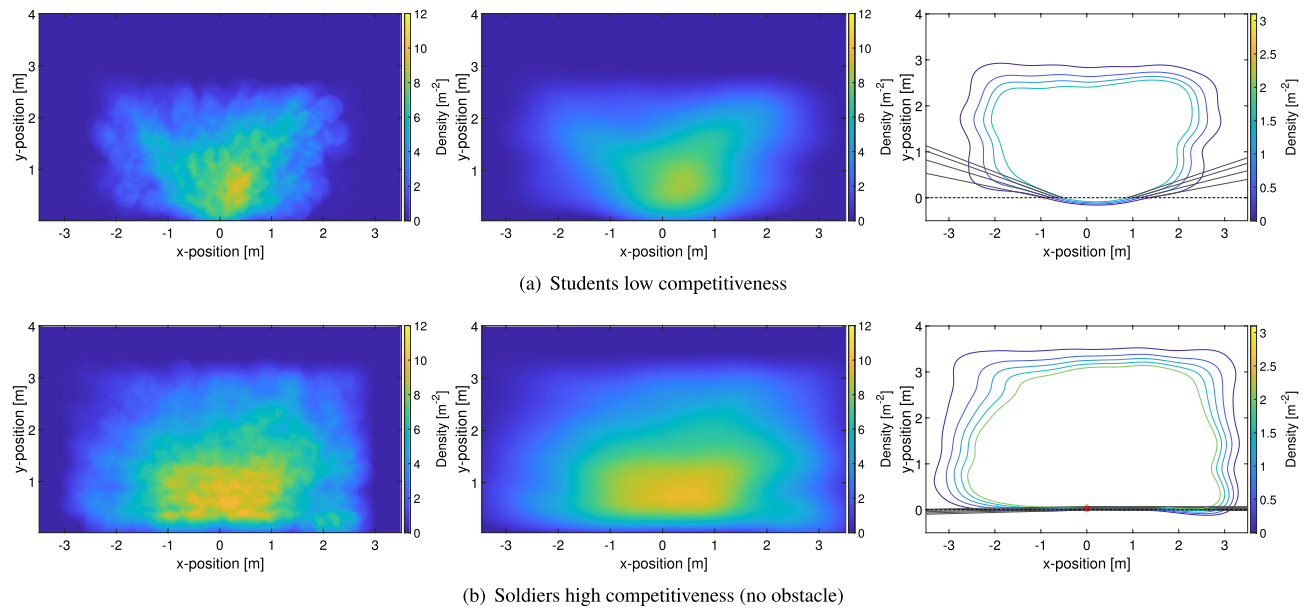 4
3
2
1
-3 -2 -1 0 1 2 3
x-position [m]
y-position [m]
12
10
8
6
4
2
0
Density [m⁻²]
4
3
2
1
-3 -2 -1 0 1 2 3
x-position [m]
y-position [m]
12
10
8
6
4
2
0
Density [m⁻²]
4
3
2
1
0
-3 -2 -1 0 1 2 3
x-position [m]
y-position [m]
3
2.5
2
1.5
1
0.5
0
Density [m⁻²]
(a) Students low competitiveness
4
3
2
1
-3 -2 -1 0 1 2 3
x-position [m]
y-position [m]
12
10
8
6
4
2
0
Density [m⁻²]
4
3
2
1
-3 -2 -1 0 1 2 3
x-position [m]
y-position [m]
12
10
8
6
4
2
0
Density [m⁻²]
4
3
2
1
0
-3 -2 -1 0 1 2 3
x-position [m]
y-position [m]
3
2.5
2
1.5
1
0.5
0
Density [m⁻²]
(b) Soldiers high competitiveness (no obstacle)